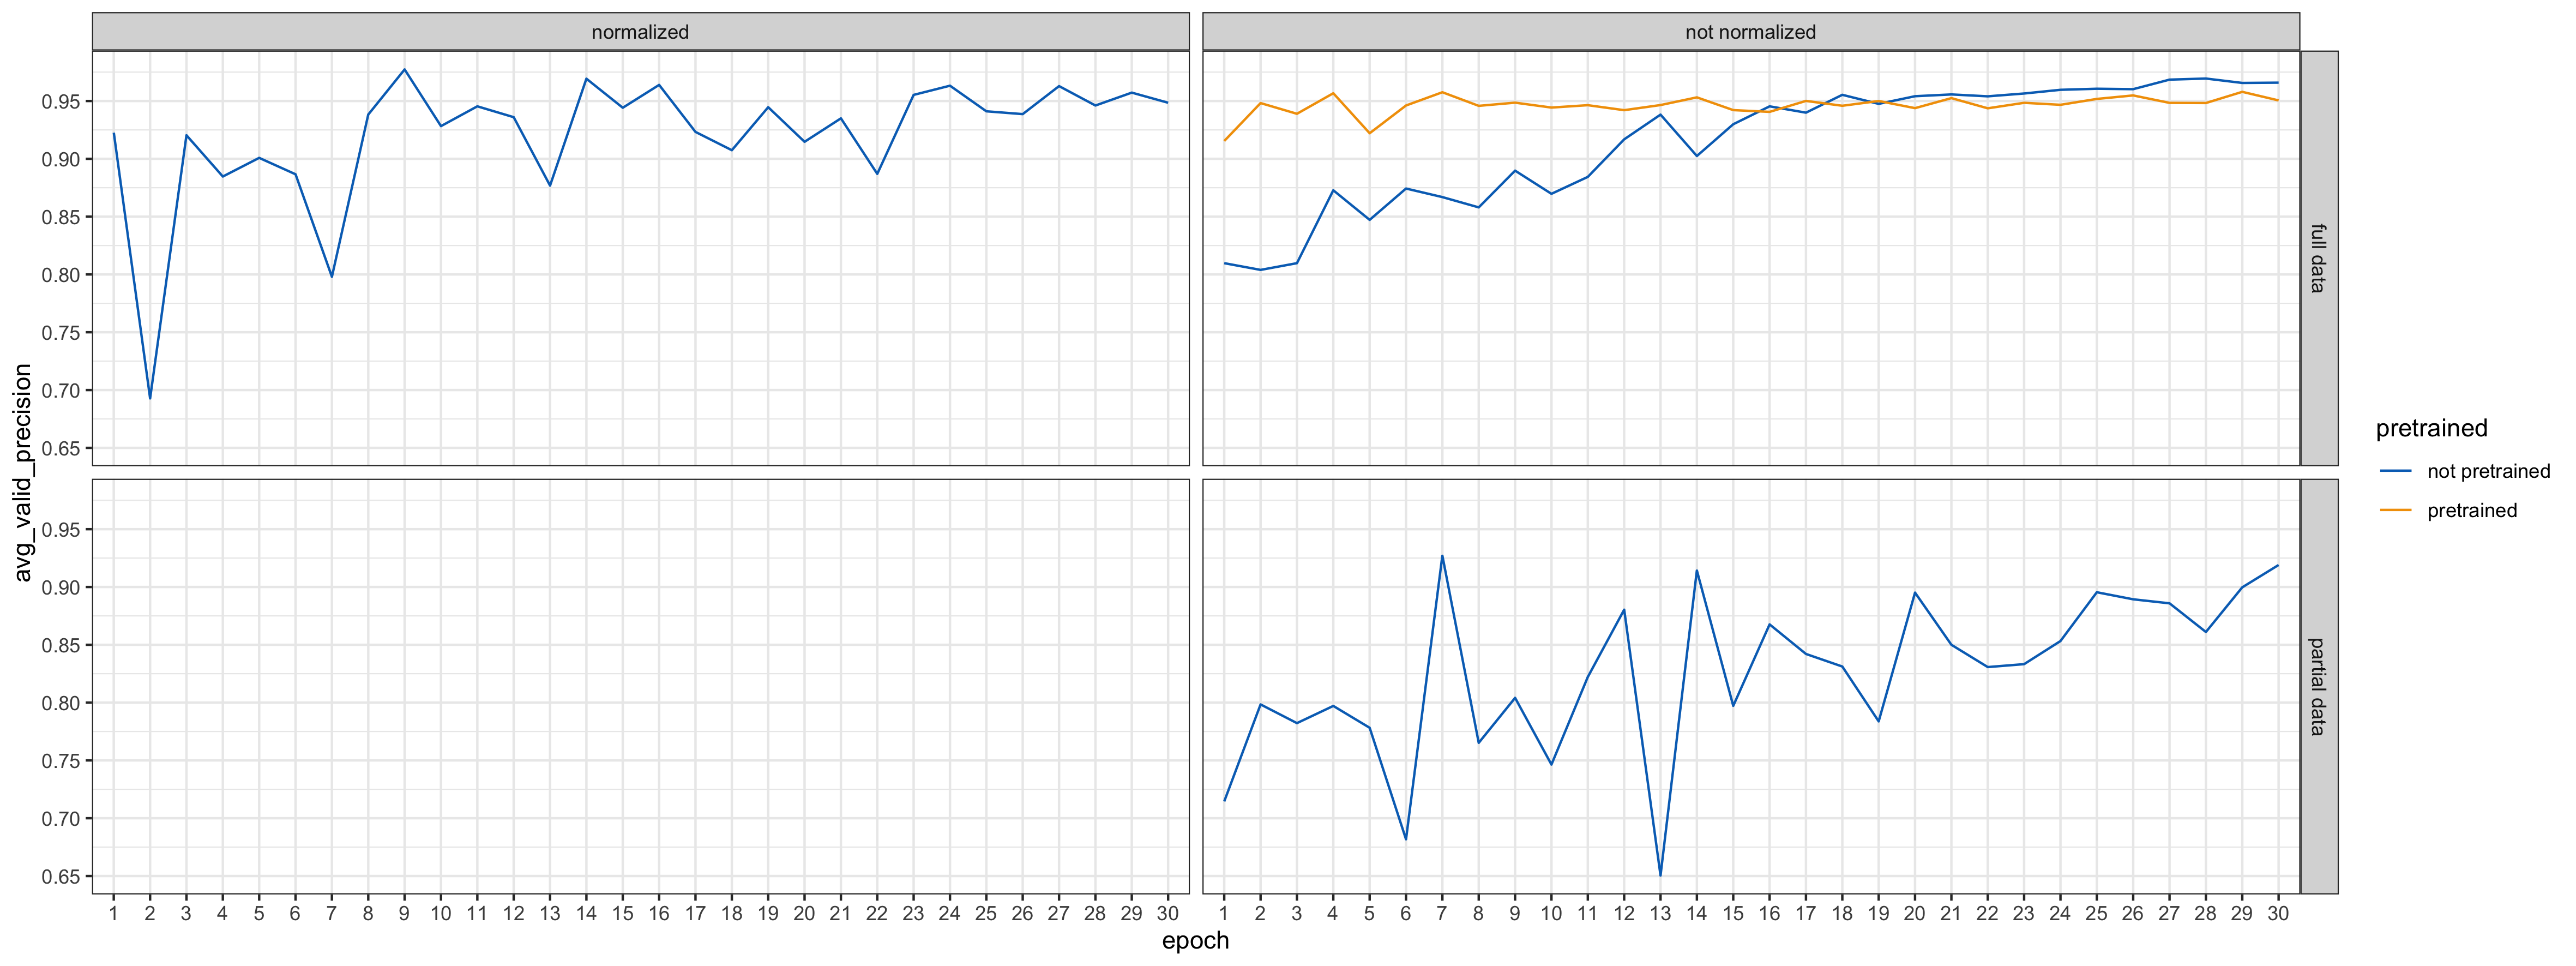 normalized
not normalized
0.95
0.90
0.85
0.80
0.75
0.70
0.65
full data
avg_valid_precision
pretrained
not pretrained
pretrained
0.95
0.90
0.85
0.80
0.75
0.70
0.65
partial data
1 2 3 4 5 6 7 8 9 10 11 12 13 14 15 16 17 18 19 20 21 22 23 24 25 26 27 28 29 30
1 2 3 4 5 6 7 8 9 10 11 12 13 14 15 16 17 18 19 20 21 22 23 24 25 26 27 28 29 30
epoch